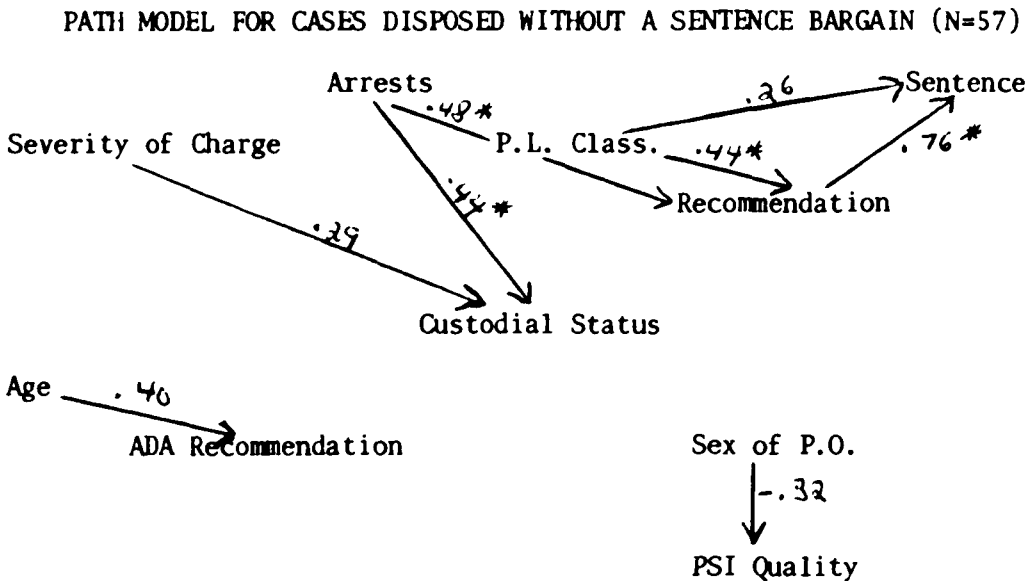 PATH MODEL FOR CASES DISPOSED WITHOUT A SENTENCE BARGAIN (N=57)
Arrests
.26
Sentence
.48*
Severity of Charge
P.L. Class.
.44*
.76*
.44*
Recommendation
.29
Custodial Status
Age
.40
ADA Recommendation
Sex of P.O.
-.32
PSI Quality